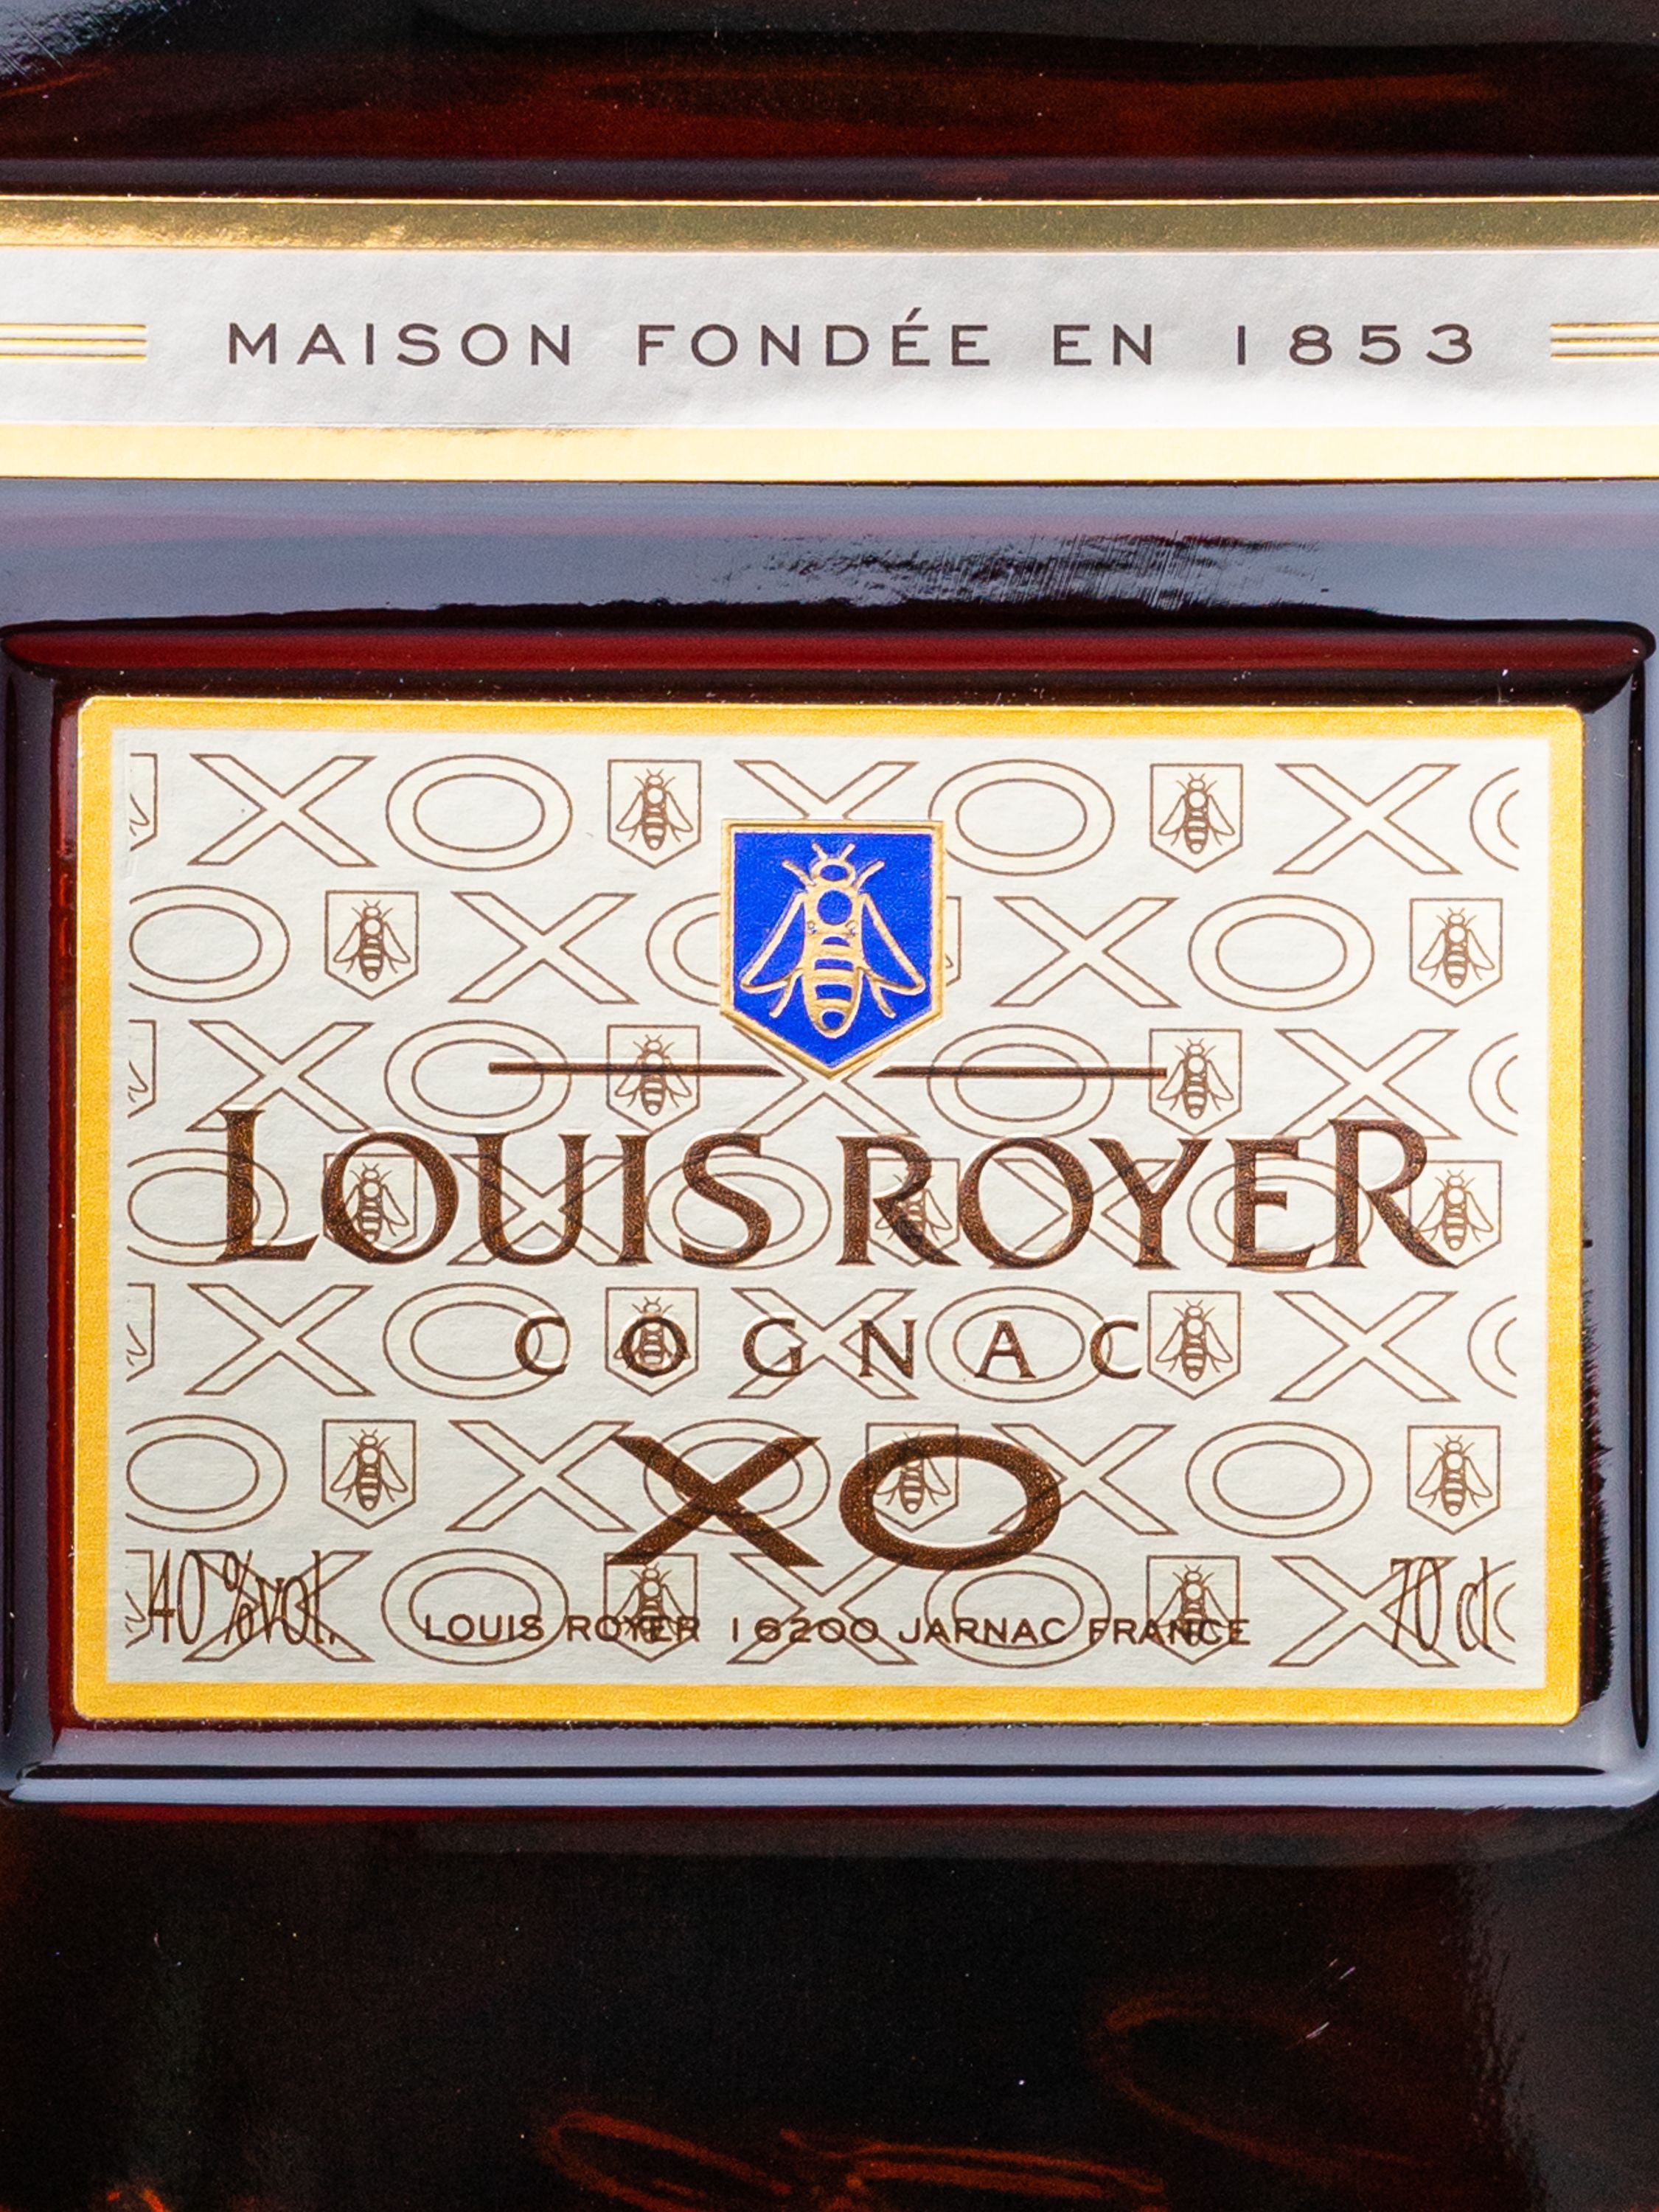 MAISON FONDÉE EN 1853
LOUIS ROYER
COGNAC
XO
40%vol. LOUIS ROYER 16200 JARNAC FRANCE 70 cl